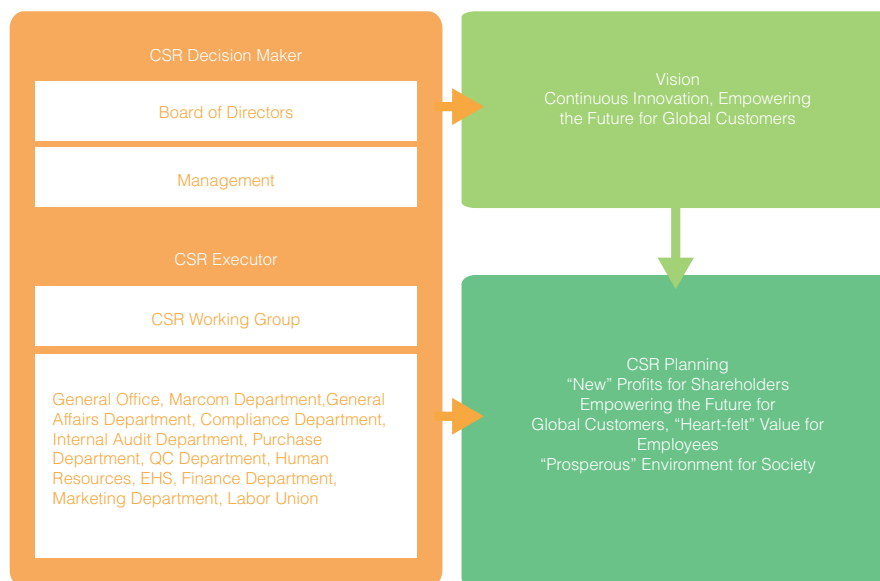 CSR Decision Maker
Board of Directors
Management
CSR Executor
CSR Working Group
General Office, Marcom Department,General
Affairs Department, Compliance Department,
Internal Audit Department, Purchase
Department, QC Department, Human
Resources, EHS, Finance Department,
Marketing Department, Labor Union
Vision
Continuous Innovation, Empowering
the Future for Global Customers
CSR Planning
“New” Profits for Shareholders
Empowering the Future for
Global Customers, “Heart-felt” Value for
Employees
“Prosperous” Environment for Society